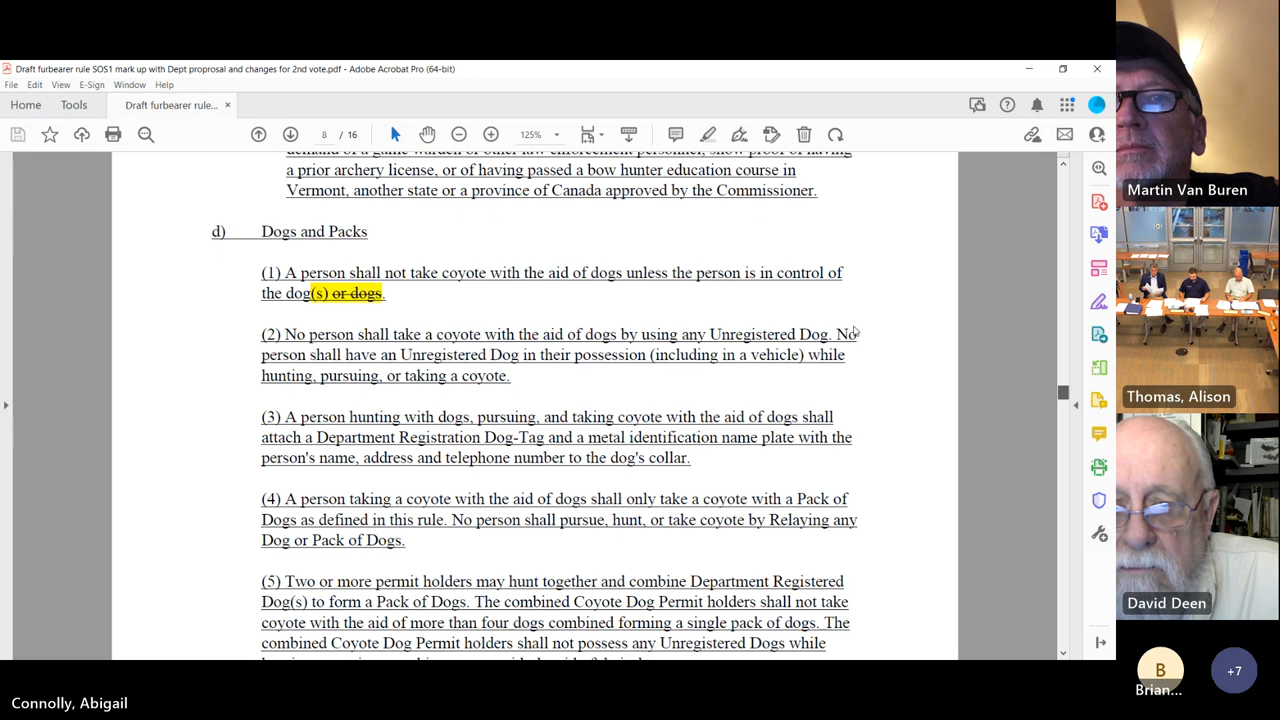 Draft furbearer rule SOS1 mark up with Dept proprosal and changes for 2nd vote.pdf - Adobe Acrobat Pro (64-bit)
File Edit View E-Sign Window Help
Home Tools Draft furbearer rule... ×
8 / 16 125%
a prior archery license, or of having passed a bow hunter education course in
Vermont, another state or a province of Canada approved by the Commissioner.
d) Dogs and Packs
(1) A person shall not take coyote with the aid of dogs unless the person is in control of
the dog(s) or dogs.
(2) No person shall take a coyote with the aid of dogs by using any Unregistered Dog. No
person shall have an Unregistered Dog in their possession (including in a vehicle) while
hunting, pursuing, or taking a coyote.
(3) A person hunting with dogs, pursuing, and taking coyote with the aid of dogs shall
attach a Department Registration Dog-Tag and a metal identification name plate with the
person's name, address and telephone number to the dog's collar.
(4) A person taking a coyote with the aid of dogs shall only take a coyote with a Pack of
Dogs as defined in this rule. No person shall pursue, hunt, or take coyote by Relaying any
Dog or Pack of Dogs.
(5) Two or more permit holders may hunt together and combine Department Registered
Dog(s) to form a Pack of Dogs. The combined Coyote Dog Permit holders shall not take
coyote with the aid of more than four dogs combined forming a single pack of dogs. The
combined Coyote Dog Permit holders shall not possess any Unregistered Dogs while
Martin Van Buren
Thomas, Alison
David Deen
B
Brian...
+7
Connolly, Abigail